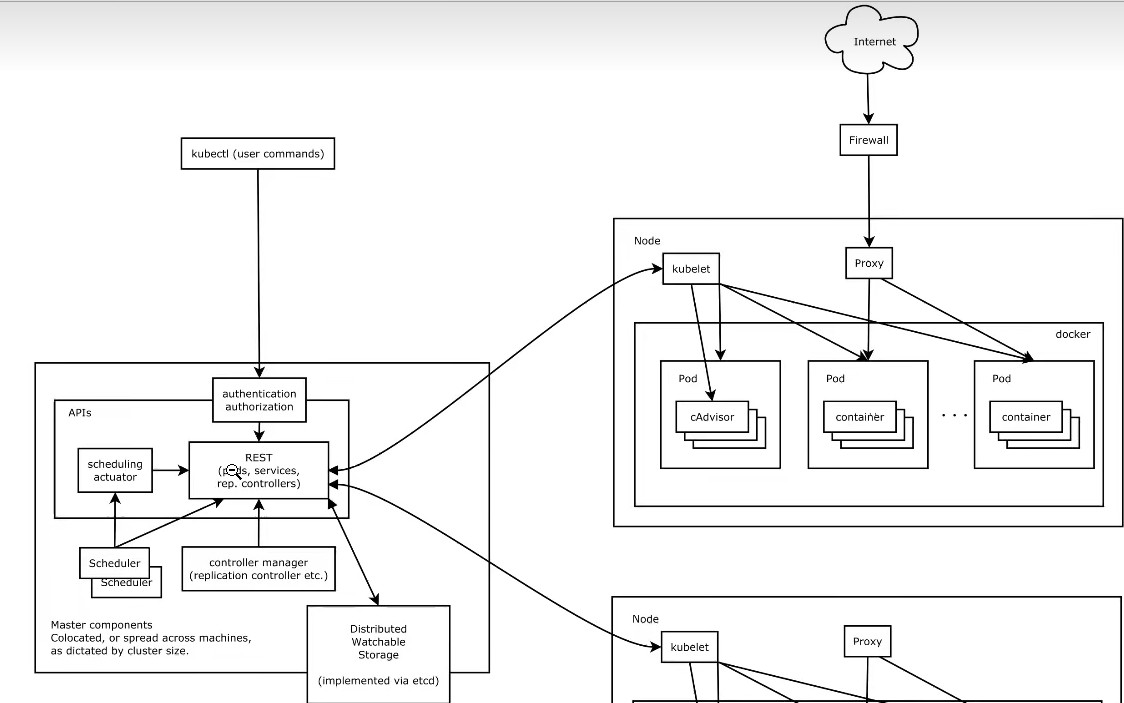 Internet
Firewall
kubectl (user commands)
Node
kubelet
Proxy
docker
Pod
cAdvisor
Pod
container
. . .
Pod
container
authentication
authorization
APIs
scheduling
actuator
REST
(pods, services,
rep. controllers)
Scheduler
Scheduler
controller manager
(replication controller etc.)
Master components
Colocated, or spread across machines,
as dictated by cluster size.
Distributed
Watchable
Storage
(implemented via etcd)
Node
kubelet
Proxy